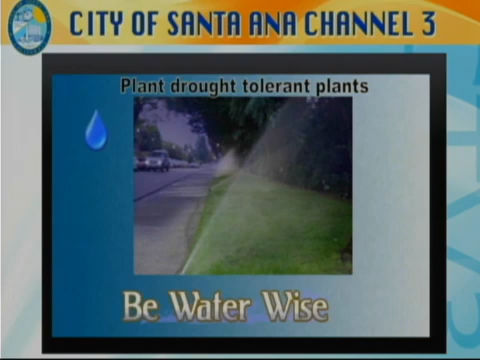 CITY OF SANTA ANA CHANNEL 3
Plant drought tolerant plants
Be Water Wise